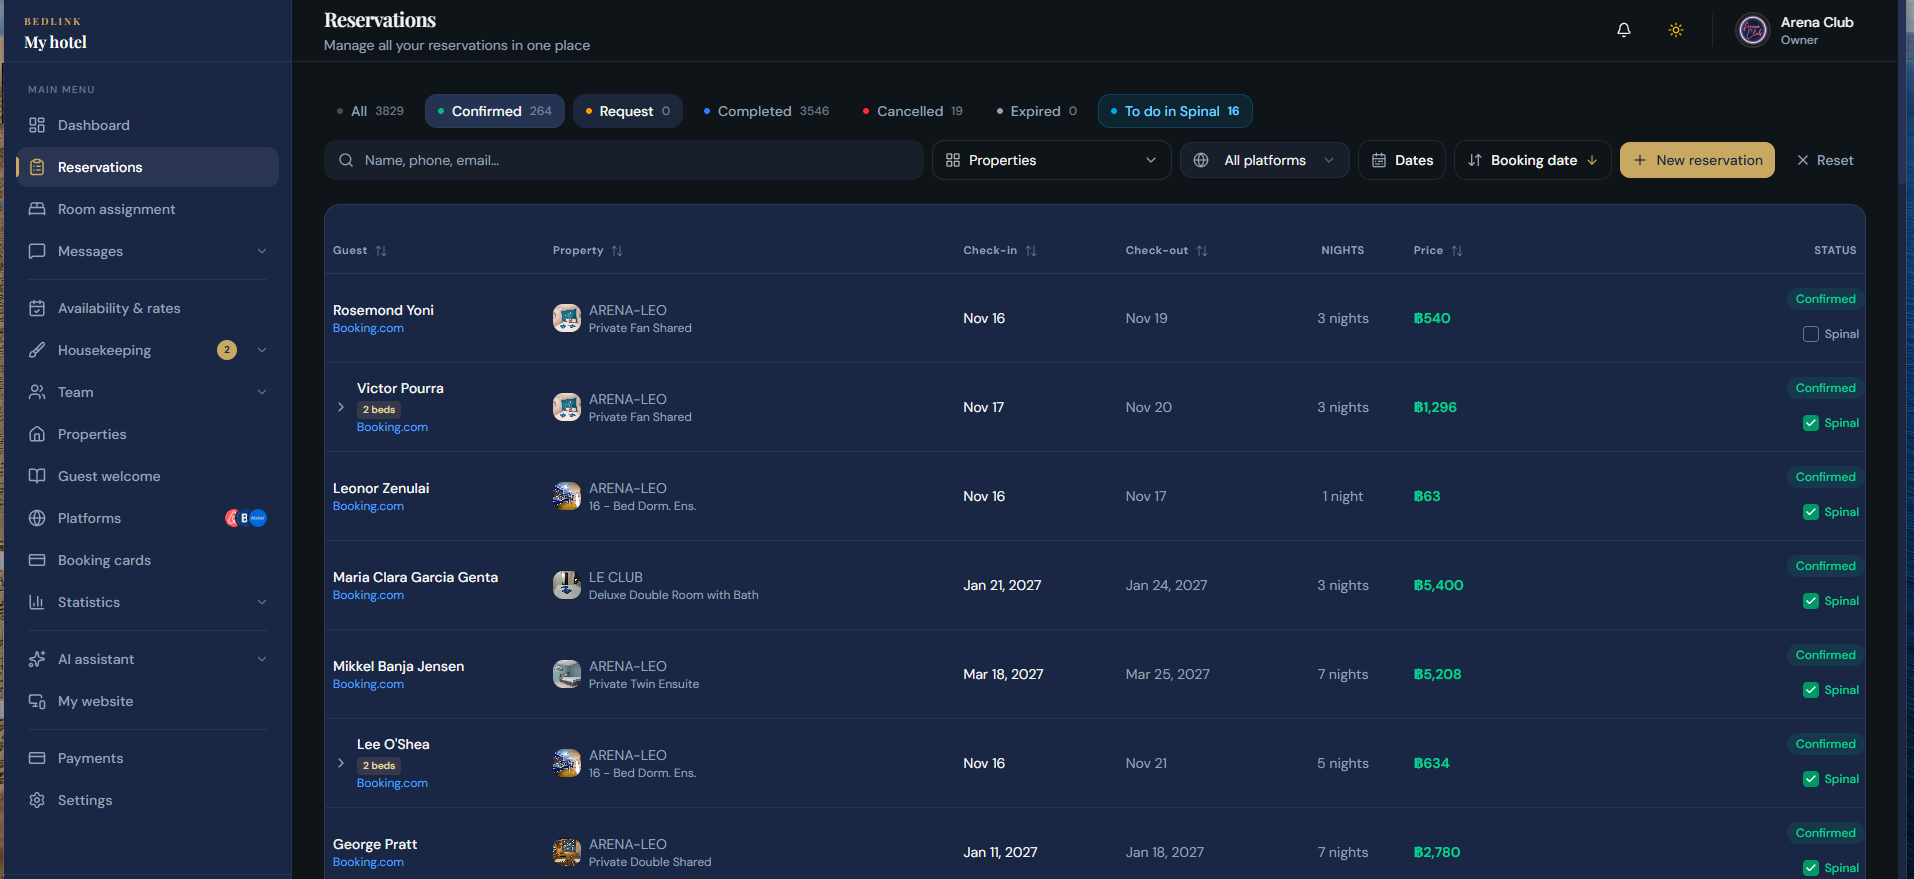 BEDLINK
My hotel
MAIN MENU
Dashboard
Reservations
Room assignment
Messages
Availability & rates
Housekeeping 2
Team
Properties
Guest welcome
Platforms B
Booking cards
Statistics
AI assistant
My website
Payments
Settings
Reservations
Manage all your reservations in one place
Arena Club
Owner
All 3829 Confirmed 264 Request 0 Completed 3546 Cancelled 19 Expired 0 To do in Spinal 16
Name, phone, email... Properties All platforms Dates Booking date + New reservation Reset
Guest Property Check-in Check-out NIGHTS Price STATUS
Rosemond Yoni
Booking.com
ARENA-LEO
Private Fan Shared
Nov 16 Nov 19 3 nights ฿540
Confirmed
Spinal
Victor Pourra
2 beds
Booking.com
ARENA-LEO
Private Fan Shared
Nov 17 Nov 20 3 nights ฿1,296
Confirmed
Spinal
Leonor Zenulai
Booking.com
ARENA-LEO
16 - Bed Dorm. Ens.
Nov 16 Nov 17 1 night ฿63
Confirmed
Spinal
Maria Clara Garcia Genta
Booking.com
LE CLUB
Deluxe Double Room with Bath
Jan 21, 2027 Jan 24, 2027 3 nights ฿5,400
Confirmed
Spinal
Mikkel Banja Jensen
Booking.com
ARENA-LEO
Private Twin Ensuite
Mar 18, 2027 Mar 25, 2027 7 nights ฿5,208
Confirmed
Spinal
Lee O'Shea
2 beds
Booking.com
ARENA-LEO
16 - Bed Dorm. Ens.
Nov 16 Nov 21 5 nights ฿634
Confirmed
Spinal
George Pratt
Booking.com
ARENA-LEO
Private Double Shared
Jan 11, 2027 Jan 18, 2027 7 nights ฿2,780
Confirmed
Spinal